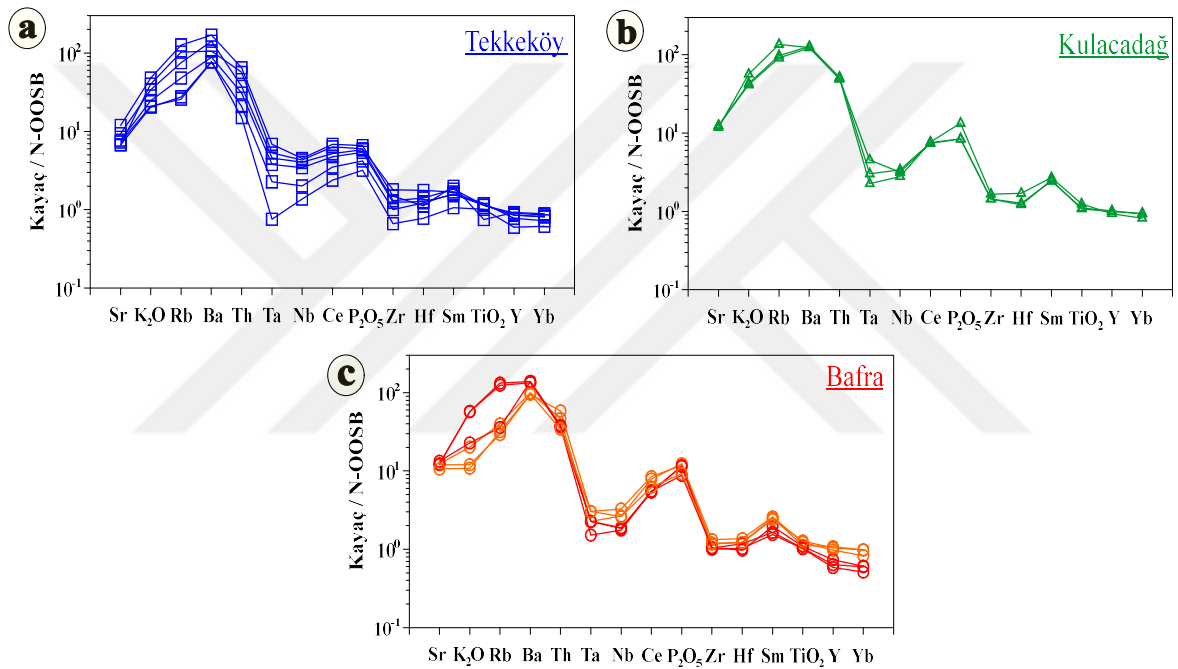 a
Tekkeköy
Kayaç / N-OOSB
10²
10¹
10⁰
10⁻¹
Sr K₂O Rb Ba Th Ta Nb Ce P₂O₅ Zr Hf Sm TiO₂ Y Yb
b
Kulacadağ
Kayaç / N-OOSB
10²
10¹
10⁰
10⁻¹
Sr K₂O Rb Ba Th Ta Nb Ce P₂O₅ Zr Hf Sm TiO₂ Y Yb
c
Bafra
Kayaç / N-OOSB
10²
10¹
10⁰
10⁻¹
Sr K₂O Rb Ba Th Ta Nb Ce P₂O₅ Zr Hf Sm TiO₂ Y Yb